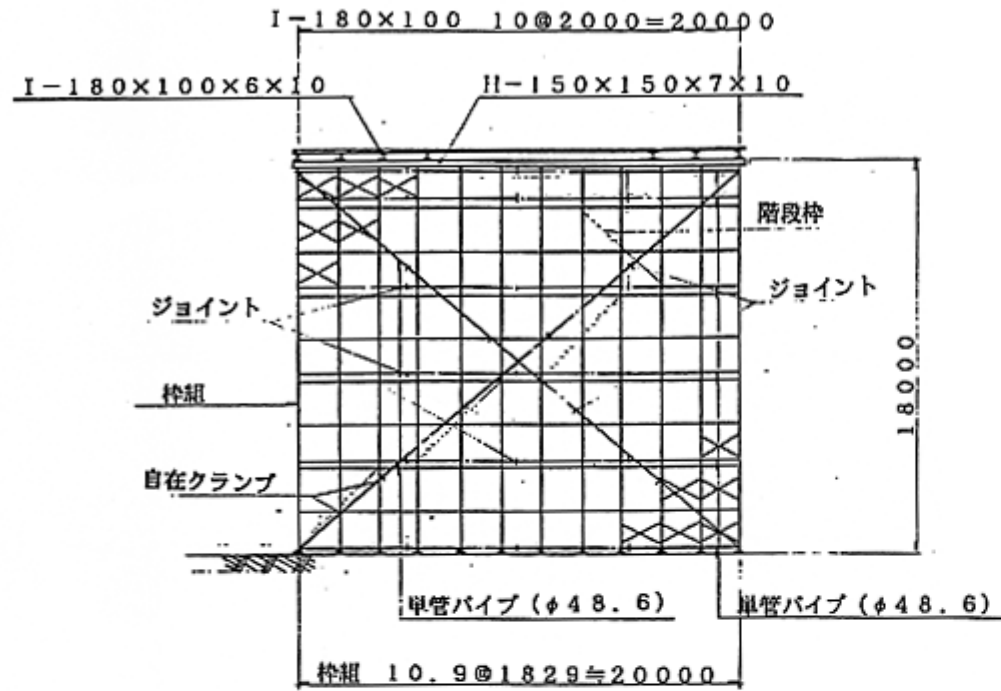 I-180×100 10@2000=20000
I-180×100×6×10
H-150×150×7×10
階段枠
ジョイント
ジョイント
18000
枠組
自在クランプ
単管パイプ(φ48.6)
単管パイプ(φ48.6)
枠組 10.9@1829≒20000